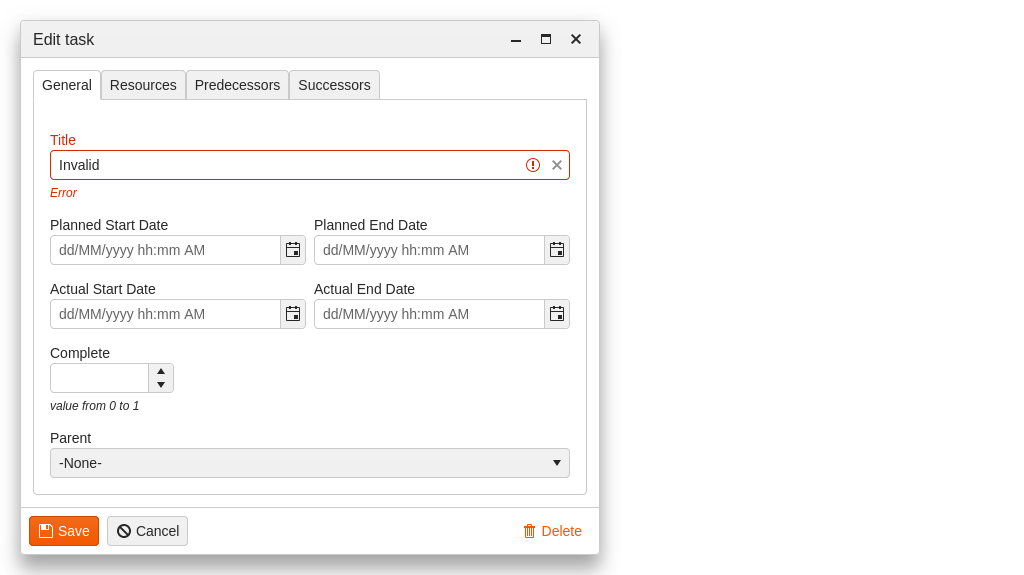 Edit task
General Resources Predecessors Successors
Title
Invalid
Error
Planned Start Date Planned End Date
dd/MM/yyyy hh:mm AM dd/MM/yyyy hh:mm AM
Actual Start Date Actual End Date
dd/MM/yyyy hh:mm AM dd/MM/yyyy hh:mm AM
Complete
value from 0 to 1
Parent
-None-
Save Cancel Delete